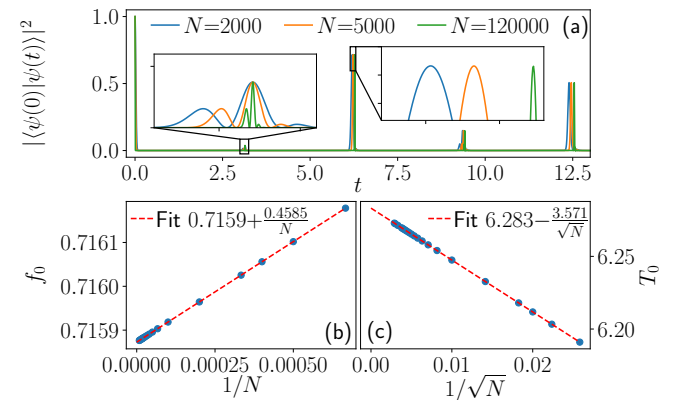 1.0
0.5
0.0
|⟨ψ(0)|ψ(t)⟩|²
N=2000
N=5000
N=120000
(a)
0.0 2.5 5.0 7.5 10.0 12.5
t
Fit 0.7159+0.4585/N
0.7161
0.7160
0.7159
f₀
(b)
0.00000 0.00025 0.00050
1/N
Fit 6.283−3.571/√N
6.25
6.20
T₀
(c)
0.00 0.01 0.02
1/√N